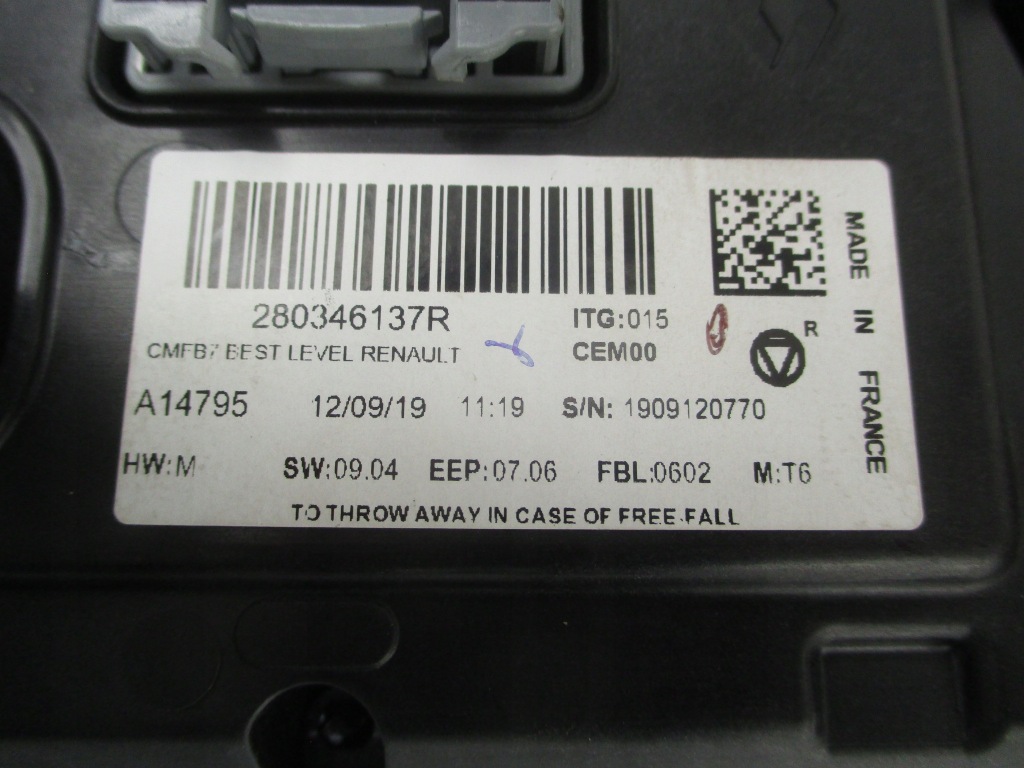 280346137R
ITG:015
CMFB7 BEST LEVEL RENAULT
CEM00
R
A14795 12/09/19 11:19 S/N: 1909120770
HW:M SW:09.04 EEP:07.06 FBL:0602 M:T6
TO THROW AWAY IN CASE OF FREE-FALL
MADE IN FRANCE